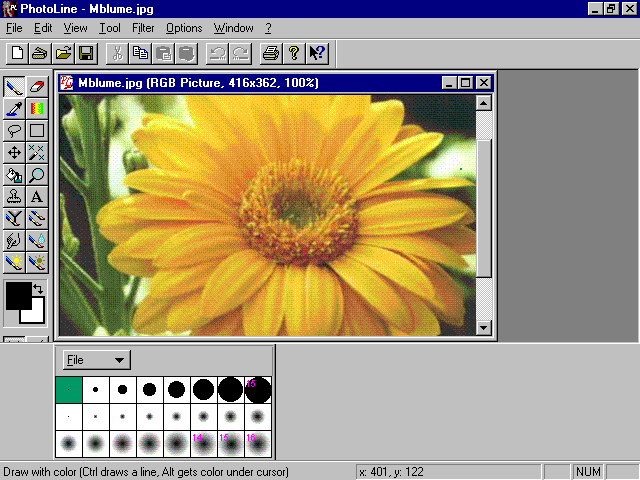 PhotoLine - Mblume.jpg
File Edit View Tool Filter Options Window ?
Mblume.jpg (RGB Picture, 416x362, 100%)
A
File
15
14 15 16
Draw with color (Ctrl draws a line, Alt gets color under cursor) x: 401, y: 122 NUM